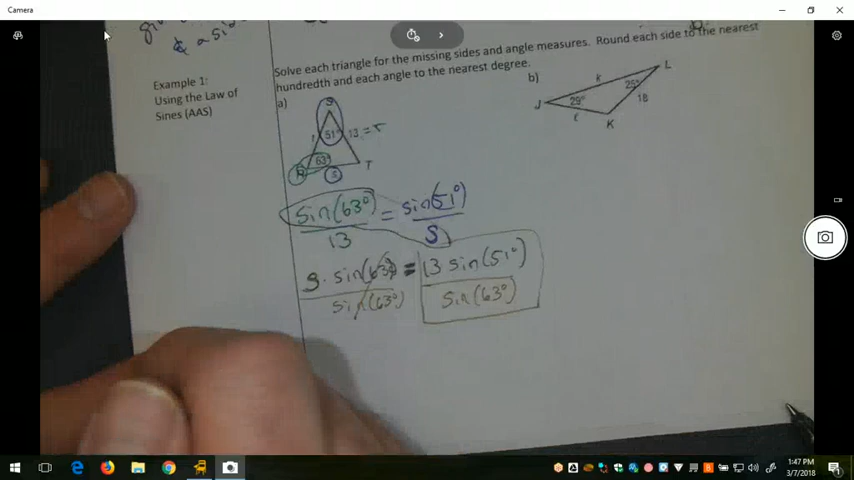 Camera
& a side
Solve each triangle for the missing sides and angle measures. Round each side to the nearest
hundredth and each angle to the nearest degree.
Example 1:
Using the Law of
Sines (AAS)
a)
S
51°
13 = r
63°
R
T
s
b)
L
k
25°
29°
18
J
K
sin(63°) = sin(51°)
13 S
S · sin(63°) = 13 sin(51°)
sin(63°) sin(63°)
1:47 PM
3/7/2018